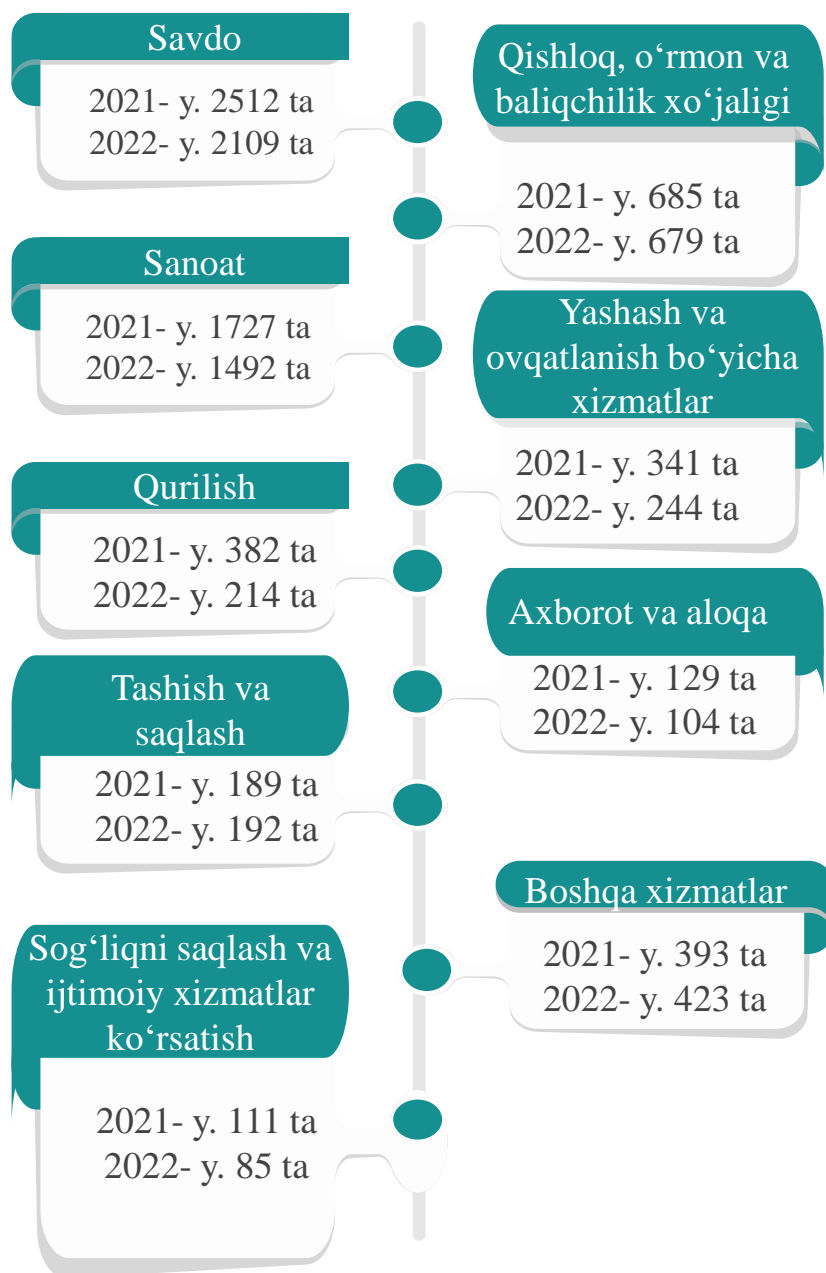 Savdo
2021- y. 2512 ta
2022- y. 2109 ta
Qishloq, o‘rmon va
baliqchilik xo‘jaligi
2021- y. 685 ta
2022- y. 679 ta
Sanoat
2021- y. 1727 ta
2022- y. 1492 ta
Yashash va
ovqatlanish bo‘yicha
xizmatlar
2021- y. 341 ta
2022- y. 244 ta
Qurilish
2021- y. 382 ta
2022- y. 214 ta
Axborot va aloqa
2021- y. 129 ta
2022- y. 104 ta
Tashish va
saqlash
2021- y. 189 ta
2022- y. 192 ta
Boshqa xizmatlar
2021- y. 393 ta
2022- y. 423 ta
Sog‘liqni saqlash va
ijtimoiy xizmatlar
ko‘rsatish
2021- y. 111 ta
2022- y. 85 ta